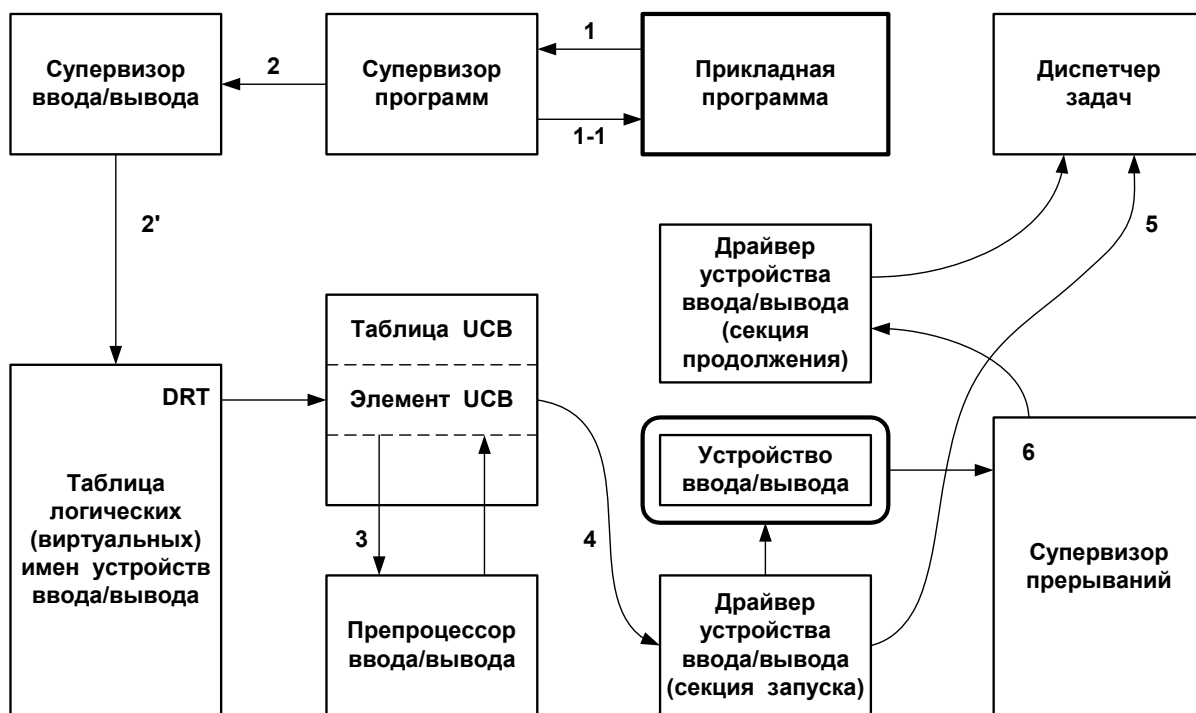 Супервизор
ввода/вывода
2
Супервизор
программ
1
1-1
Прикладная
программа
Диспетчер
задач
2'
5
Драйвер
устройства
ввода/вывода
(секция
продолжения)
Таблица UCB
DRT
Элемент UCB
Таблица
логических
(виртуальных)
имен устройств
ввода/вывода
3
4
Устройство
ввода/вывода
6
Супервизор
прерываний
Препроцессор
ввода/вывода
Драйвер
устройства
ввода/вывода
(секция запуска)